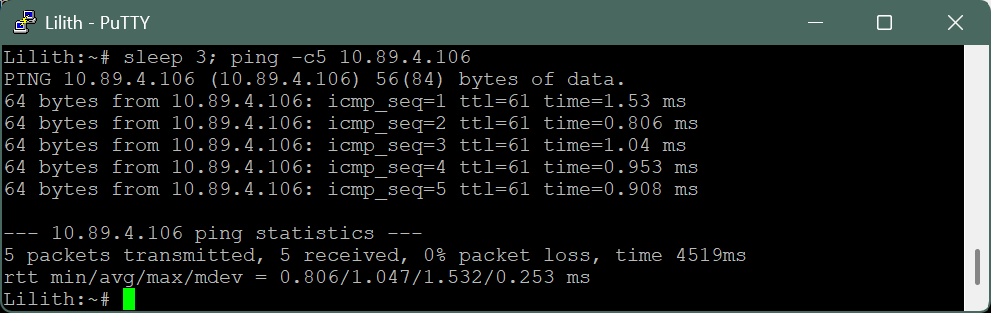 Lilith - PuTTY
Lilith:~# sleep 3; ping -c5 10.89.4.106
PING 10.89.4.106 (10.89.4.106) 56(84) bytes of data.
64 bytes from 10.89.4.106: icmp_seq=1 ttl=61 time=1.53 ms
64 bytes from 10.89.4.106: icmp_seq=2 ttl=61 time=0.806 ms
64 bytes from 10.89.4.106: icmp_seq=3 ttl=61 time=1.04 ms
64 bytes from 10.89.4.106: icmp_seq=4 ttl=61 time=0.953 ms
64 bytes from 10.89.4.106: icmp_seq=5 ttl=61 time=0.908 ms
--- 10.89.4.106 ping statistics ---
5 packets transmitted, 5 received, 0% packet loss, time 4519ms
rtt min/avg/max/mdev = 0.806/1.047/1.532/0.253 ms
Lilith:~#